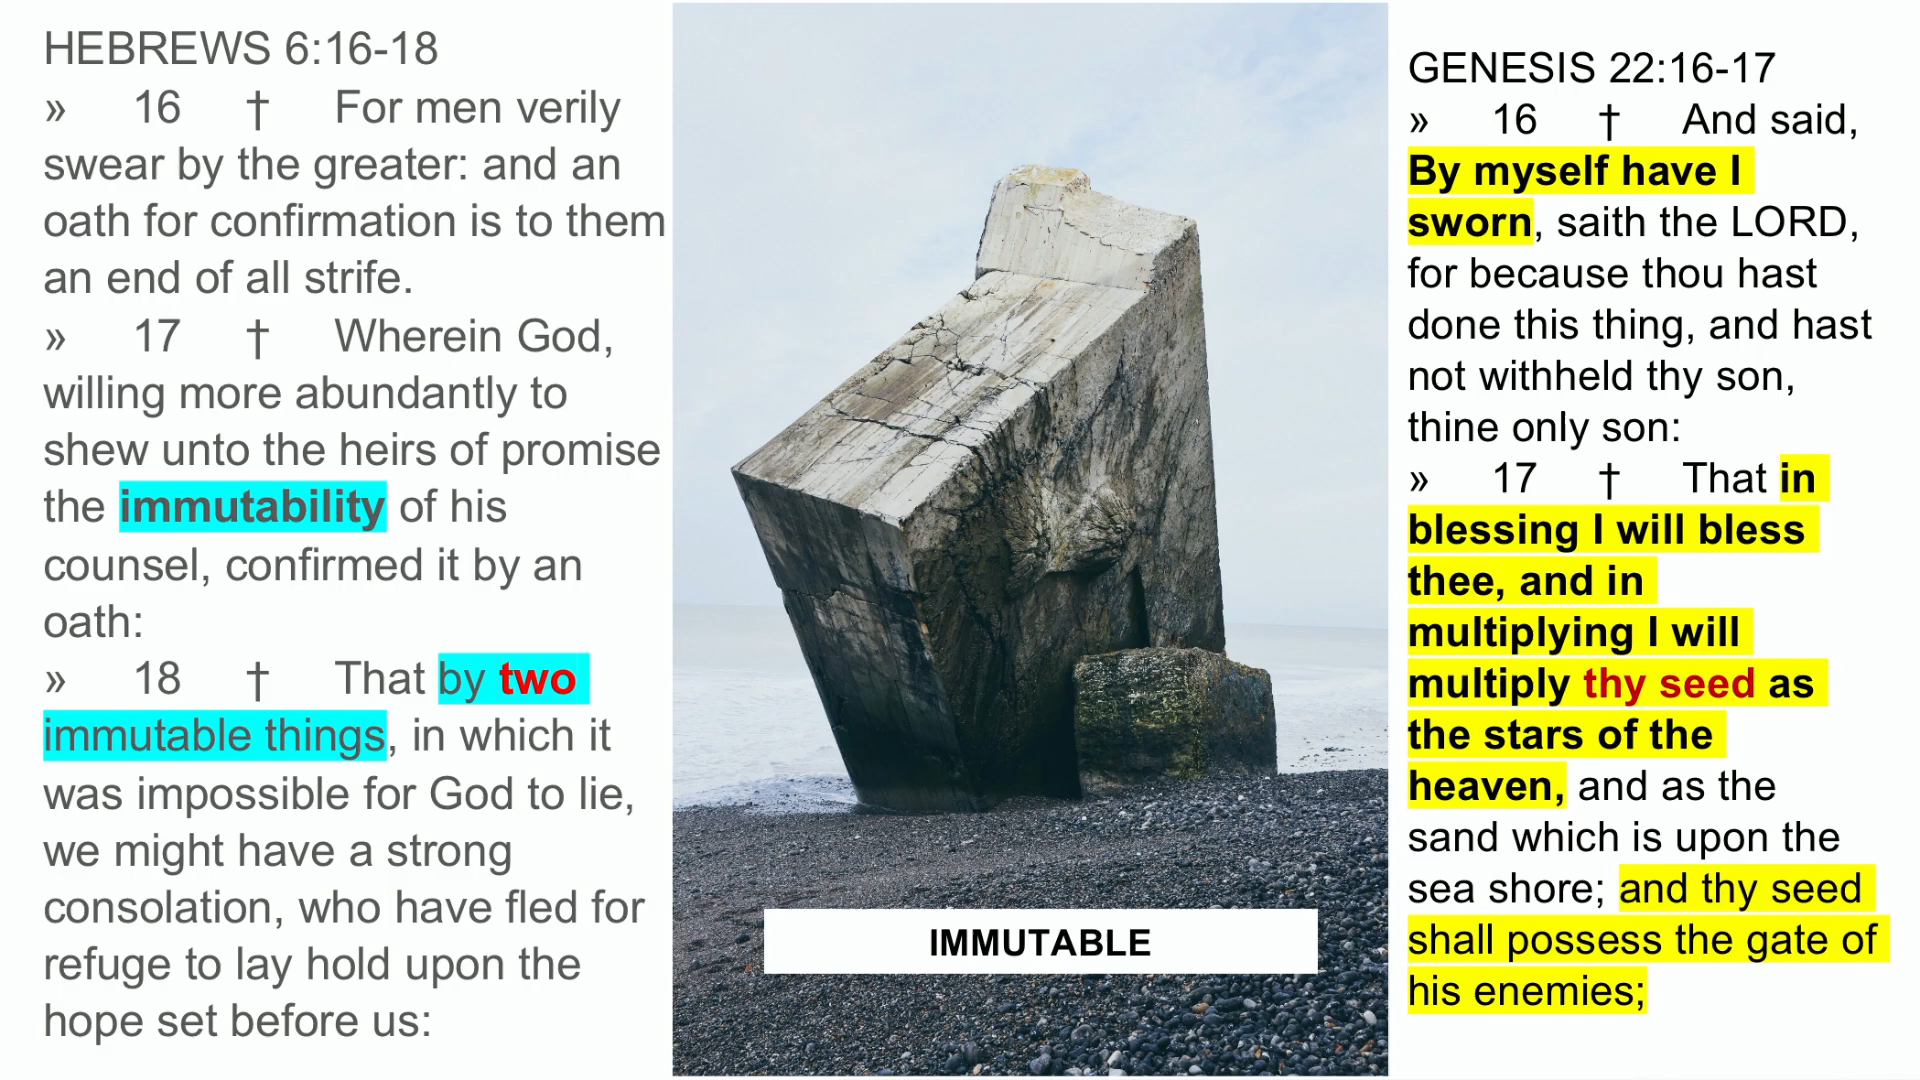 HEBREWS 6:16-18
» 16 † For men verily
swear by the greater: and an
oath for confirmation is to them
an end of all strife.
» 17 † Wherein God,
willing more abundantly to
shew unto the heirs of promise
the immutability of his
counsel, confirmed it by an
oath:
» 18 † That by two
immutable things, in which it
was impossible for God to lie,
we might have a strong
consolation, who have fled for
refuge to lay hold upon the
hope set before us:
IMMUTABLE
GENESIS 22:16-17
» 16 † And said,
By myself have I
sworn, saith the LORD,
for because thou hast
done this thing, and hast
not withheld thy son,
thine only son:
» 17 † That in
blessing I will bless
thee, and in
multiplying I will
multiply thy seed as
the stars of the
heaven, and as the
sand which is upon the
sea shore; and thy seed
shall possess the gate of
his enemies;